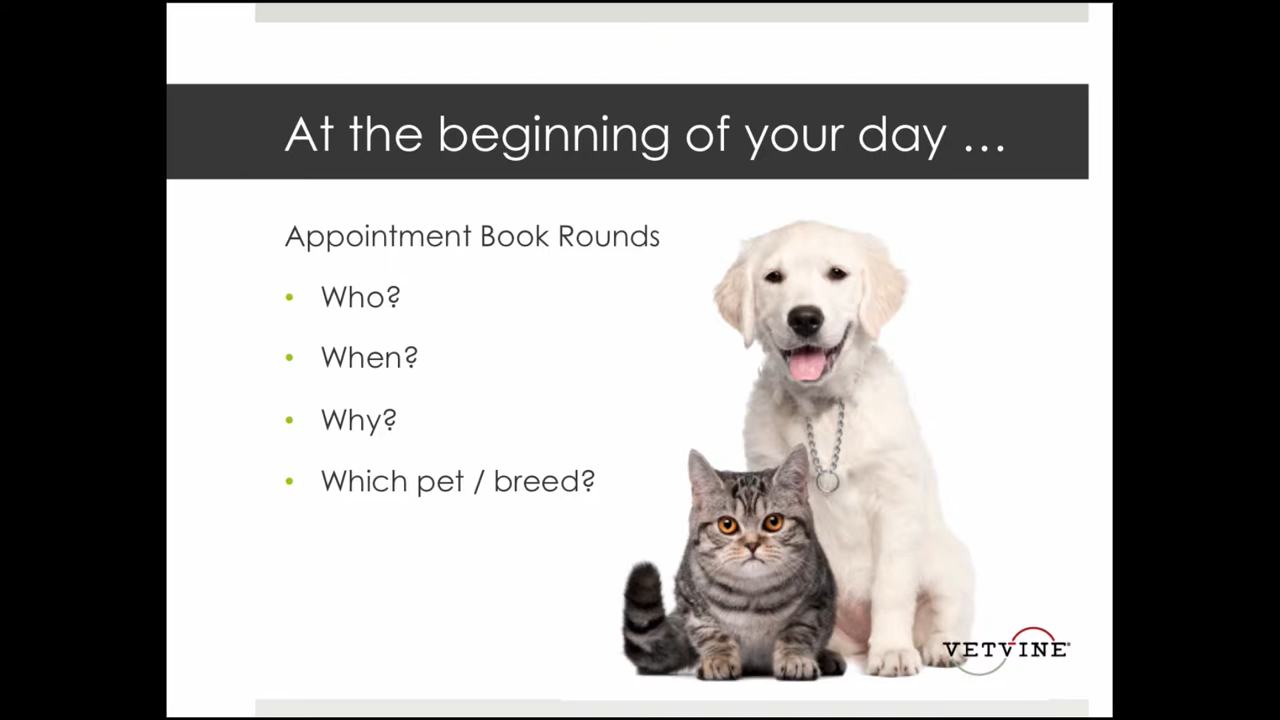 At the beginning of your day …
Appointment Book Rounds
• Who?
• When?
• Why?
• Which pet / breed?
VETVINE®